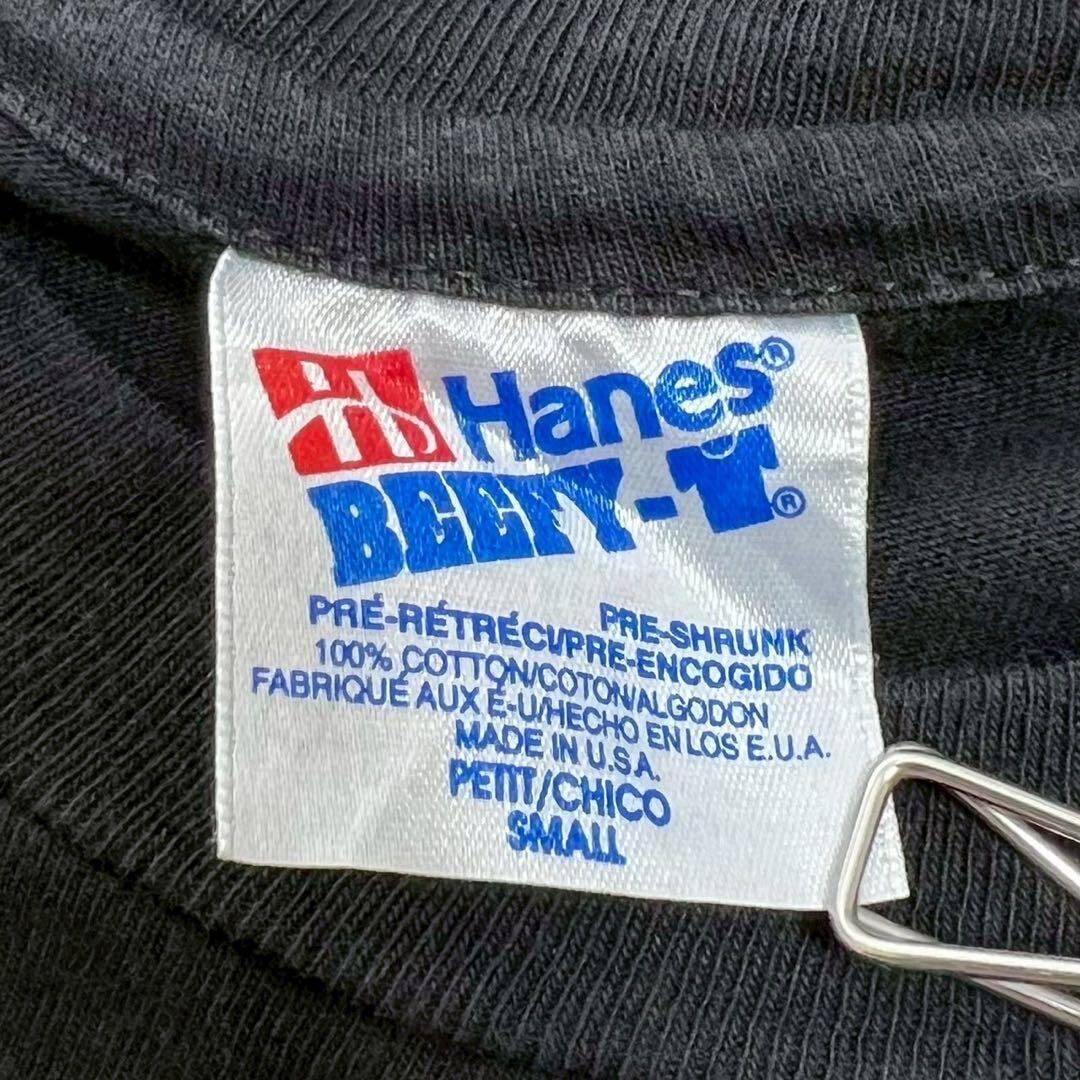 Hanes®
BEEFY-T®
PRE-SHRUNK
PRÉ-RÉTRÉCI/PRE-ENCOGIDO
100% COTTON/COTON/ALGODON
FABRIQUÉ AUX É-U/HECHO EN LOS E.U.A.
MADE IN U.S.A.
PETIT/CHICO
SMALL